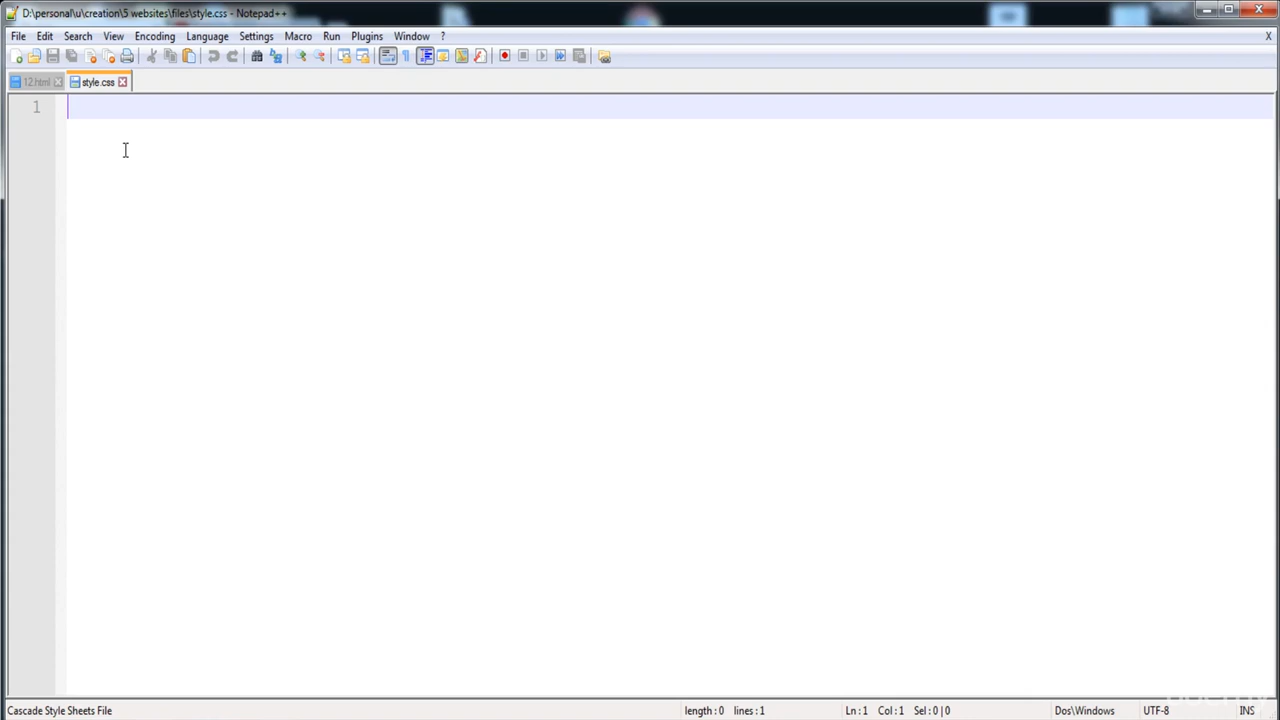 D:\personal\u\creation\5 websites\files\style.css - Notepad++
File Edit Search View Encoding Language Settings Macro Run Plugins Window ? X
12.html style.css
1
Cascade Style Sheets File length : 0 lines : 1 Ln : 1 Col : 1 Sel : 0 | 0 Dos\Windows UTF-8 INS